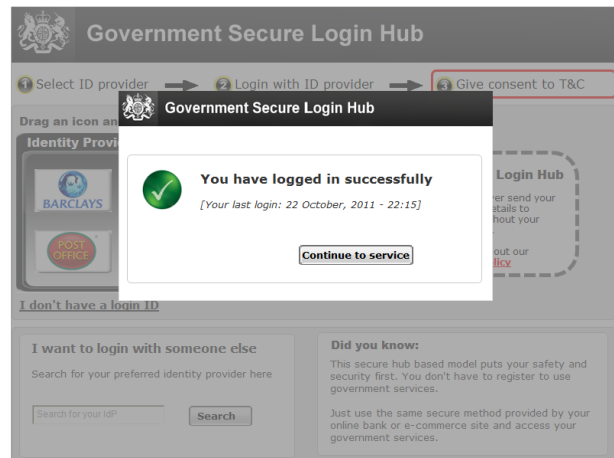 Government Secure Login Hub
1 Select ID provider 2 Login with ID provider 3 Give consent to T&C
Drag an icon an
Identity Provi
BARCLAYS
POST
OFFICE
I don't have a login ID
Government Secure Login Hub
You have logged in successfully
[Your last login: 22 October, 2011 - 22:15]
Continue to service
Login Hub
er send your
etails to
hout your
out our
licy
I want to login with someone else
Search for your preferred identity provider here
Search for your IdP
Search
Did you know:
This secure hub based model puts your safety and
security first. You don't have to register to use
government services.
Just use the same secure method provided by your
online bank or e-commerce site and access your
government services.